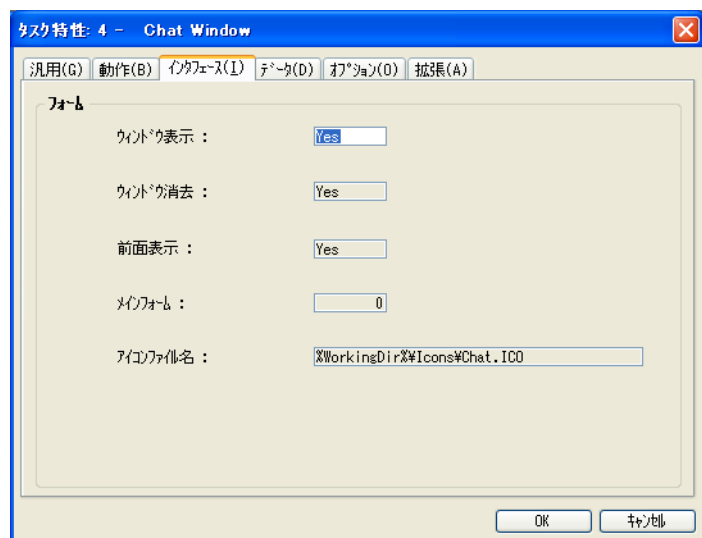 タスク特性: 4 - Chat Window
汎用(G) 動作(B) インタフェース(I) データ(D) オプション(O) 拡張(A)
フォーム
ウィンドウ表示 : Yes
ウィンドウ消去 : Yes
前面表示 : Yes
メインフォーム : 0
アイコンファイル名 : %WorkingDir%¥Icons¥Chat.ICO
OK キャンセル